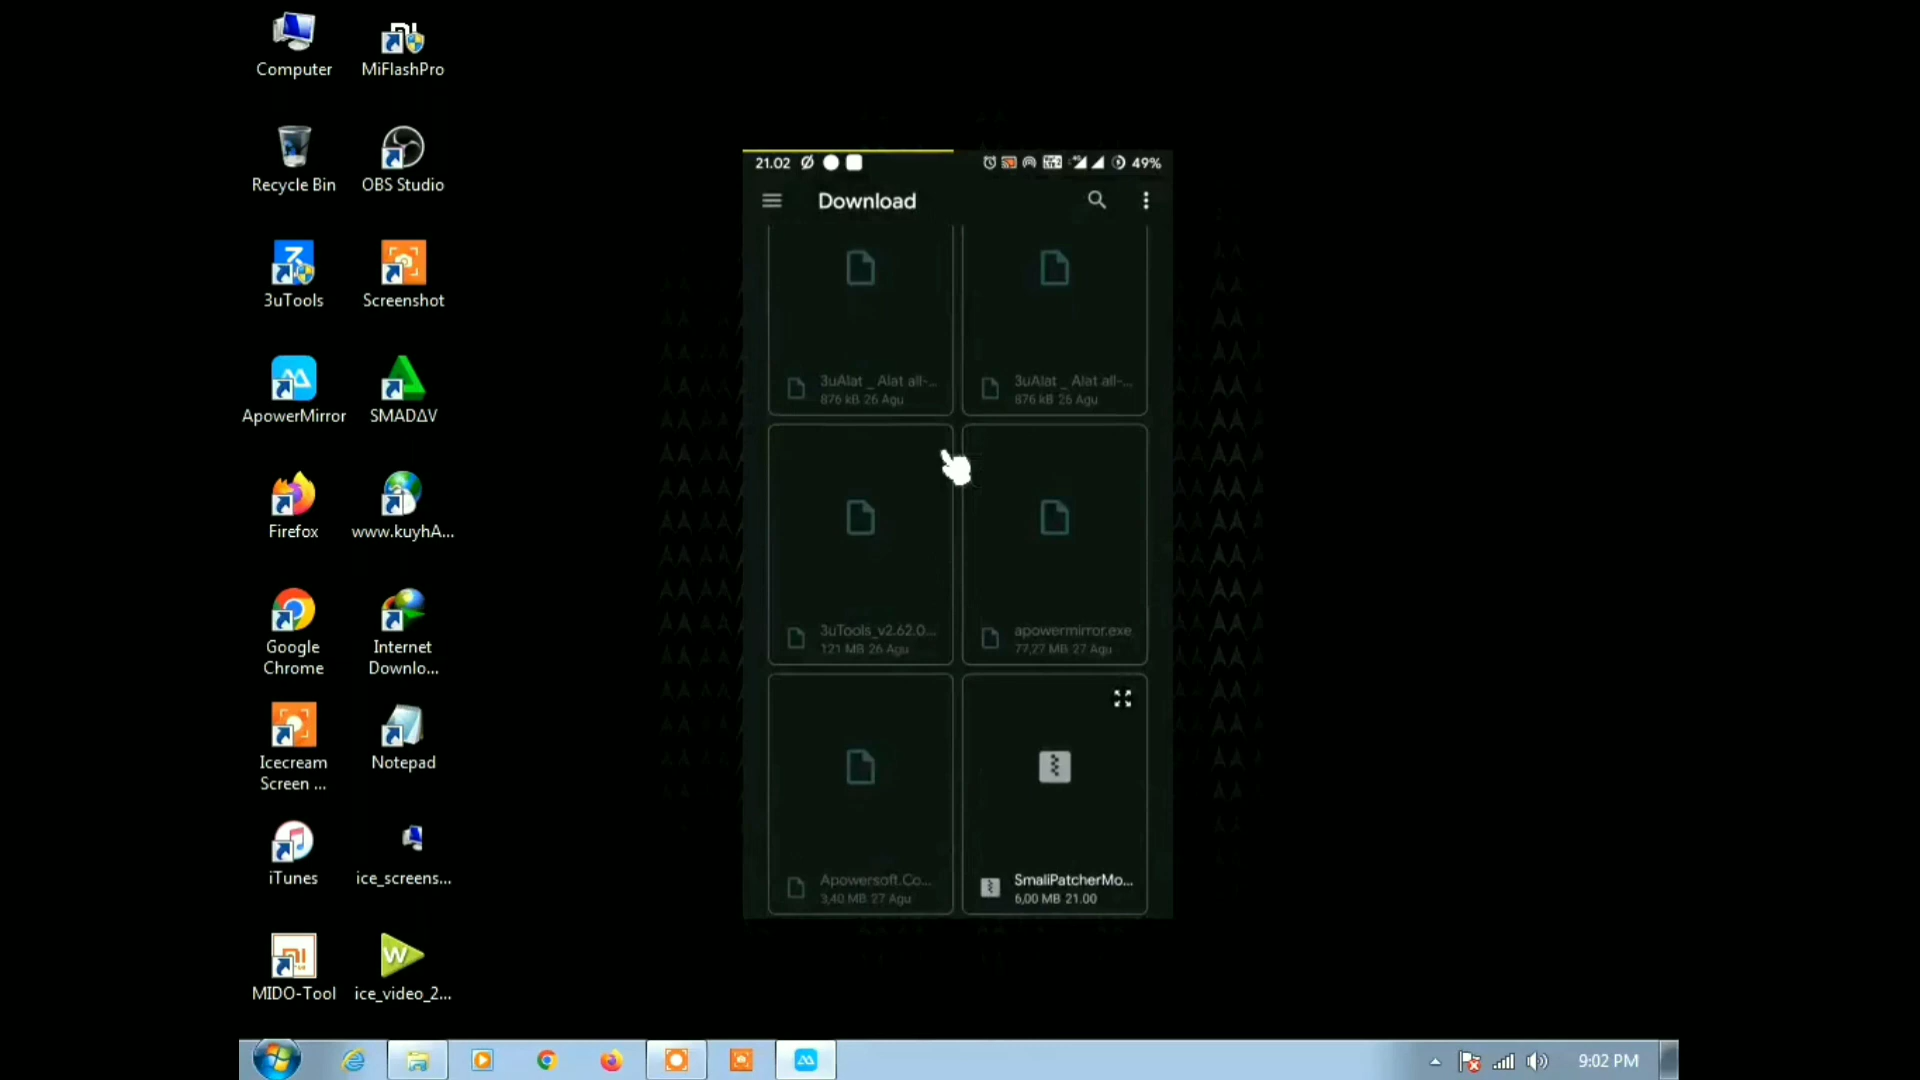 Computer
MiFlashPro
Recycle Bin
OBS Studio
3uTools
Screenshot
ApowerMirror
SMADΔV
Firefox
www.kuyhA...
Google
Chrome
Internet
Downlo...
Icecream
Screen ...
Notepad
iTunes
ice_screens...
MIDO-Tool
ice_video_2...
21.02
49%
Download
3uAlat _ Alat all-...
876 kB 26 Agu
3uAlat _ Alat all-...
876 kB 26 Agu
3uTools_v2.62.0...
121 MB 26 Agu
apowermirror.exe
77,27 MB 27 Agu
Apowersoft.Co...
3,40 MB 27 Agu
SmaliPatcherMo...
6,00 MB 21.00
9:02 PM